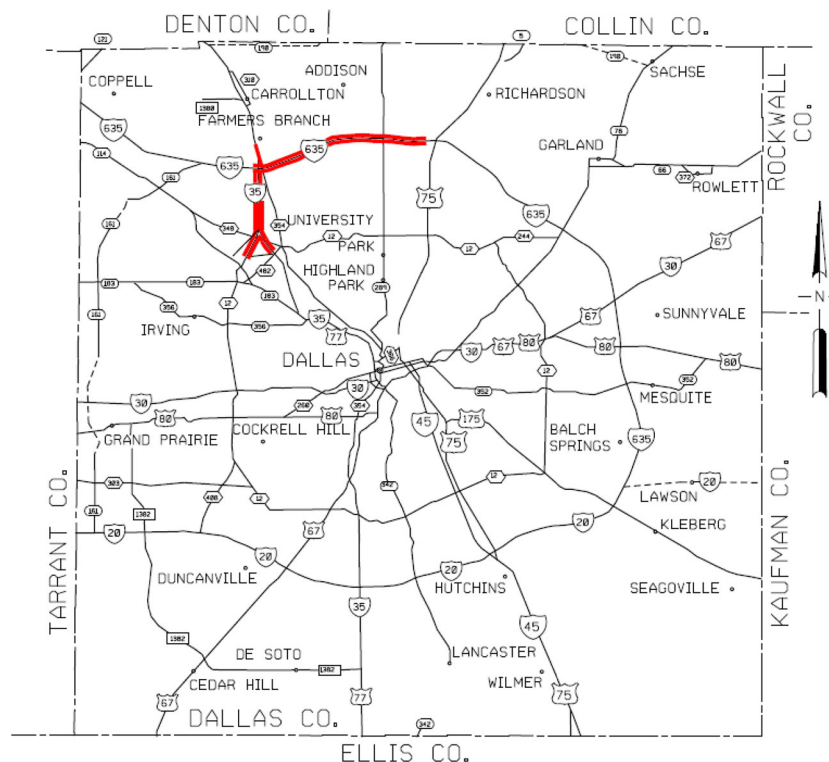 DENTON CO.
COLLIN CO.
121
190
5
190
SACHSE
COPPELL
ADDISON
310
CARROLLTON
1380
RICHARDSON
FARMERS BRANCH
ROCKWALL
CO.
635
78
114
635
GARLAND
161
635
66
372
ROWLETT
35
75
635
348
354
UNIVERSITY
PARK
12
12
244
67
482
HIGHLAND
PARK
30
183
183
183
12
289
161
356
IRVING
356
35
77
67
SUNNYVALE
-N-
DALLAS
30
67
80
80
80
12
352
352
30
30
260
354
MESQUITE
80
80
GRAND PRAIRIE
COCKRELL HILL
45
175
75
BALCH
SPRINGS
635
TARRANT CO.
303
408
12
342
12
LAWSON
20
161
1382
67
20
KLEBERG
20
20
20
DUNCANVILLE
HUTCHINS
SEAGOVILLE
KAUFMAN CO.
35
45
1382
DE SOTO
1382
LANCASTER
CEDAR HILL
WILMER
67
77
75
DALLAS CO.
342
ELLIS CO.